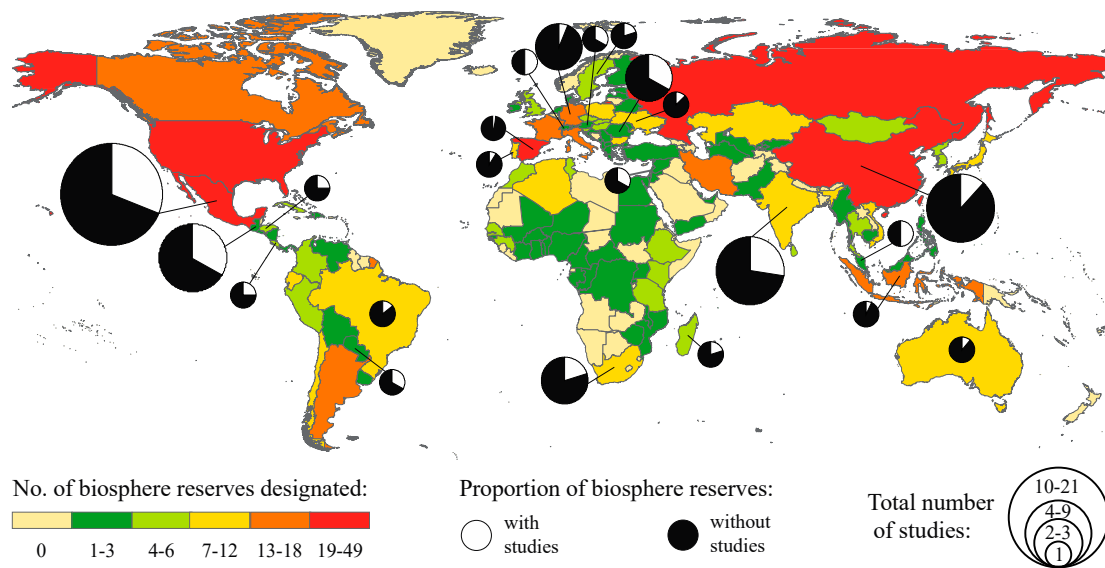 No. of biosphere reserves designated:
0 1-3 4-6 7-12 13-18 19-49
Proportion of biosphere reserves:
with
studies
without
studies
Total number
of studies:
10-21
4-9
2-3
1